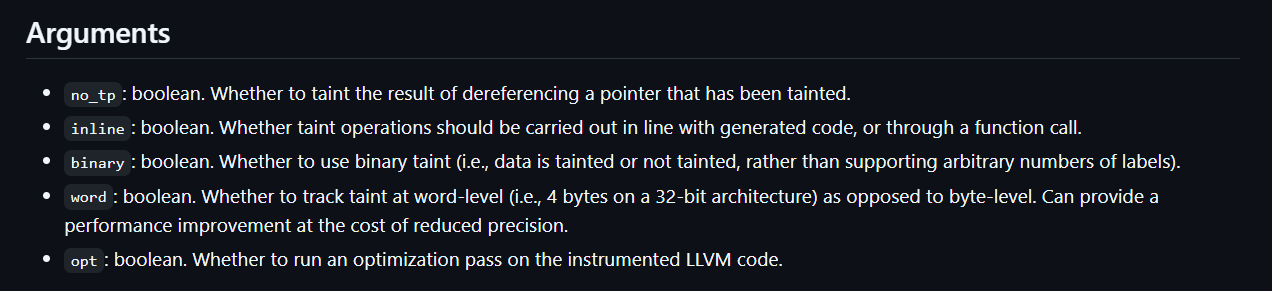 Arguments
• no_tp: boolean. Whether to taint the result of dereferencing a pointer that has been tainted.
• inline: boolean. Whether taint operations should be carried out in line with generated code, or through a function call.
• binary: boolean. Whether to use binary taint (i.e., data is tainted or not tainted, rather than supporting arbitrary numbers of labels).
• word: boolean. Whether to track taint at word-level (i.e., 4 bytes on a 32-bit architecture) as opposed to byte-level. Can provide a
performance improvement at the cost of reduced precision.
• opt: boolean. Whether to run an optimization pass on the instrumented LLVM code.